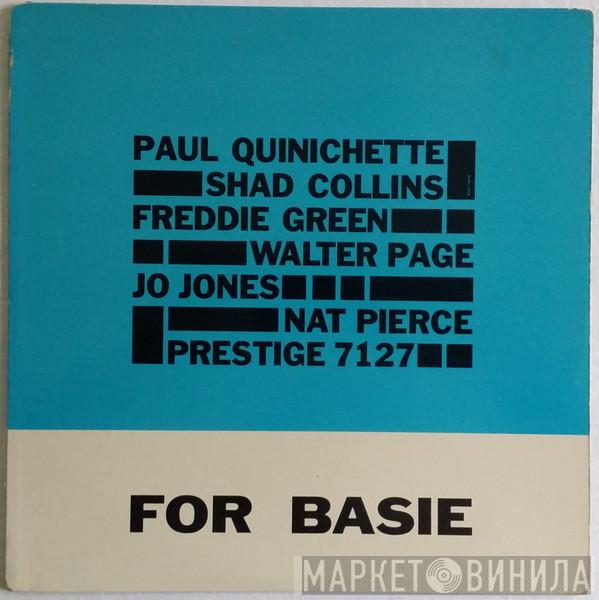 PAUL QUINICHETTE
SHAD COLLINS
FREDDIE GREEN
WALTER PAGE
JO JONES
NAT PIERCE
PRESTIGE 7127
FOR BASIE
МАРКЕТ ВИНИЛА